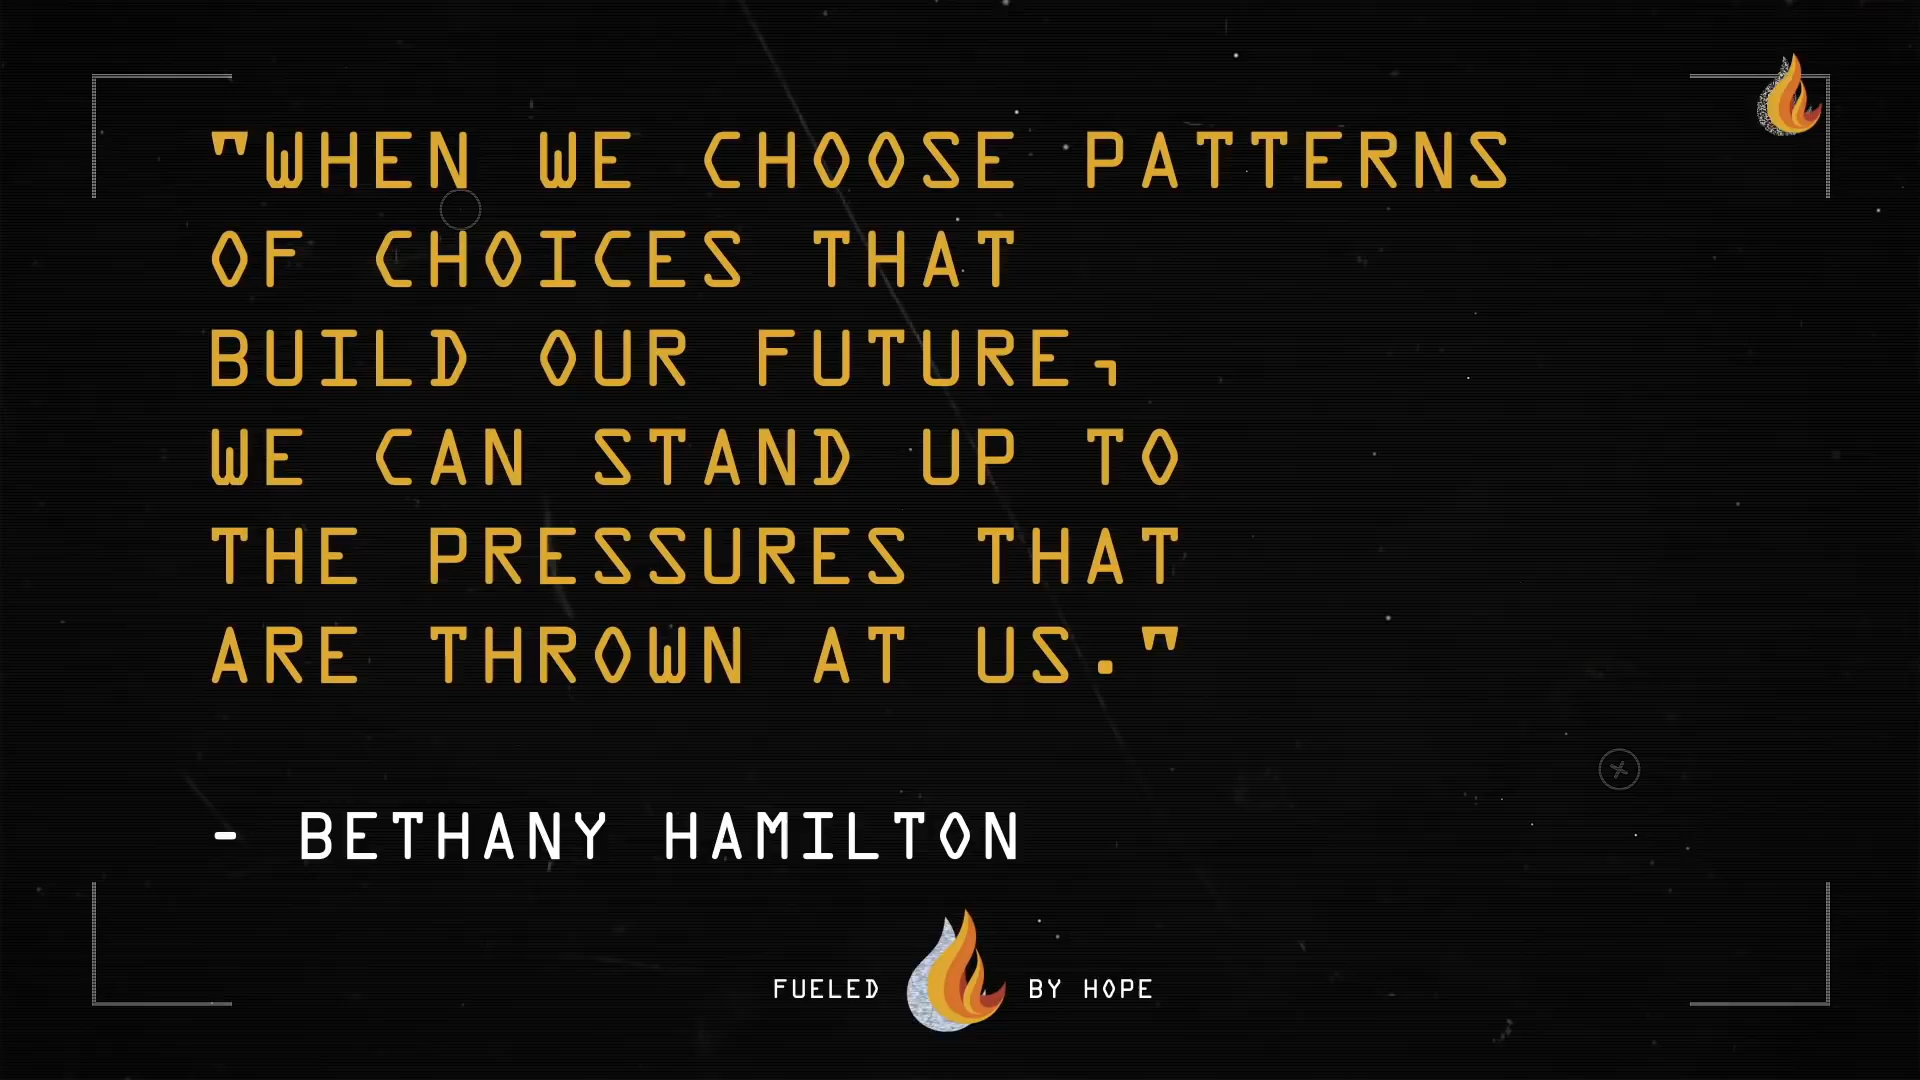 "WHEN WE CHOOSE PATTERNS
OF CHOICES THAT
BUILD OUR FUTURE,
WE CAN STAND UP TO
THE PRESSURES THAT
ARE THROWN AT US."
- BETHANY HAMILTON
FUELED BY HOPE